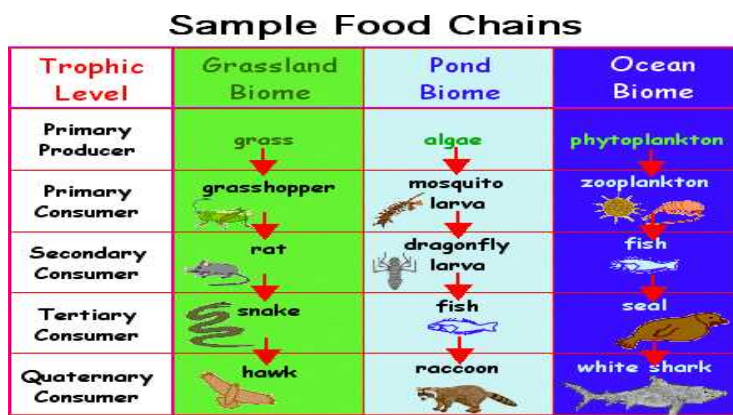 Sample Food Chains
Trophic Level
Grassland Biome
Pond Biome
Ocean Biome
Primary Producer
grass
algae
phytoplankton
Primary Consumer
grasshopper
mosquito larva
zooplankton
Secondary Consumer
rat
dragonfly larva
fish
Tertiary Consumer
snake
fish
seal
Quaternary Consumer
hawk
raccoon
white shark